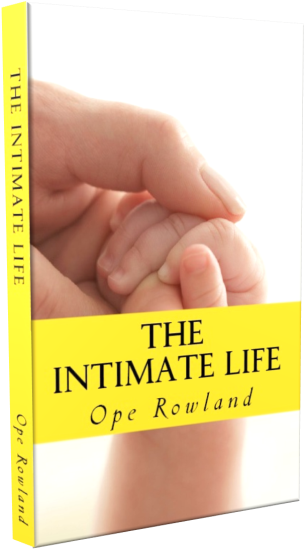 THE INTIMATE LIFE
Ope Rowland
THE
INTIMATE LIFE
Ope Rowland